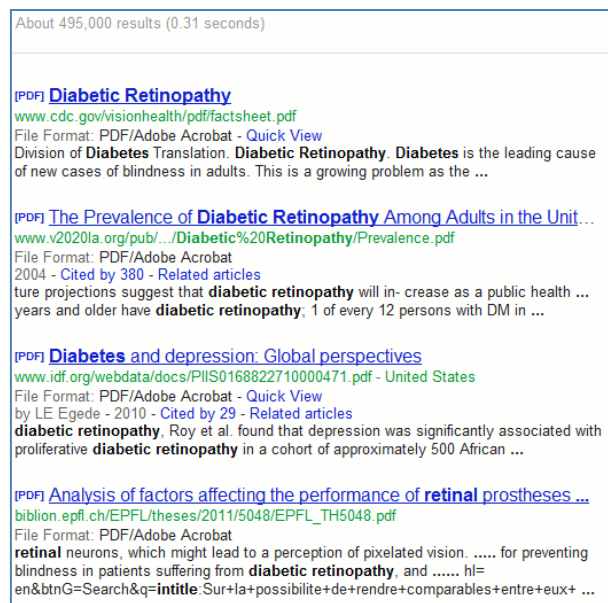 About 495,000 results (0.31 seconds)
[PDF] Diabetic Retinopathy
www.cdc.gov/visionhealth/pdf/factsheet.pdf
File Format: PDF/Adobe Acrobat - Quick View
Division of Diabetes Translation. Diabetic Retinopathy. Diabetes is the leading cause
of new cases of blindness in adults. This is a growing problem as the ...
[PDF] The Prevalence of Diabetic Retinopathy Among Adults in the Unit...
www.v2020la.org/pub/.../Diabetic%20Retinopathy/Prevalence.pdf
File Format: PDF/Adobe Acrobat
2004 - Cited by 380 - Related articles
ture projections suggest that diabetic retinopathy will in- crease as a public health ...
years and older have diabetic retinopathy; 1 of every 12 persons with DM in ...
[PDF] Diabetes and depression: Global perspectives
www.idf.org/webdata/docs/PIIS0168822710000471.pdf - United States
File Format: PDF/Adobe Acrobat - Quick View
by LE Egede - 2010 - Cited by 29 - Related articles
diabetic retinopathy, Roy et al. found that depression was significantly associated with
proliferative diabetic retinopathy in a cohort of approximately 500 African ...
[PDF] Analysis of factors affecting the performance of retinal prostheses ...
biblion.epfl.ch/EPFL/theses/2011/5048/EPFL_TH5048.pdf
File Format: PDF/Adobe Acrobat
retinal neurons, which might lead to a perception of pixelated vision. ..... for preventing
blindness in patients suffering from diabetic retinopathy, and ...... hl=
en&btnG=Search&q=intitle:Sur+la+possibilite+de+rendre+comparables+entre+eux+ ...